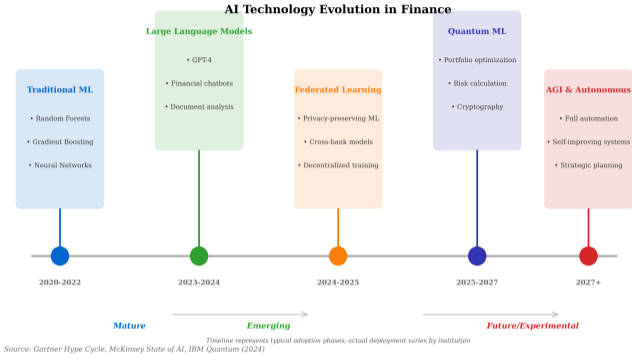 AI Technology Evolution in Finance
Large Language Models
• GPT-4
• Financial chatbots
• Document analysis
Quantum ML
• Portfolio optimization
• Risk calculation
• Cryptography
Traditional ML
• Random Forests
• Gradient Boosting
• Neural Networks
Federated Learning
• Privacy-preserving ML
• Cross-bank models
• Decentralized training
AGI & Autonomous
• Full automation
• Self-improving systems
• Strategic planning
2020-2022
2023-2024
2024-2025
2025-2027
2027+
Mature
Emerging
Future/Experimental
Timeline represents typical adoption phases; actual deployment varies by institution
Source: Gartner Hype Cycle, McKinsey State of AI, IBM Quantum (2024)